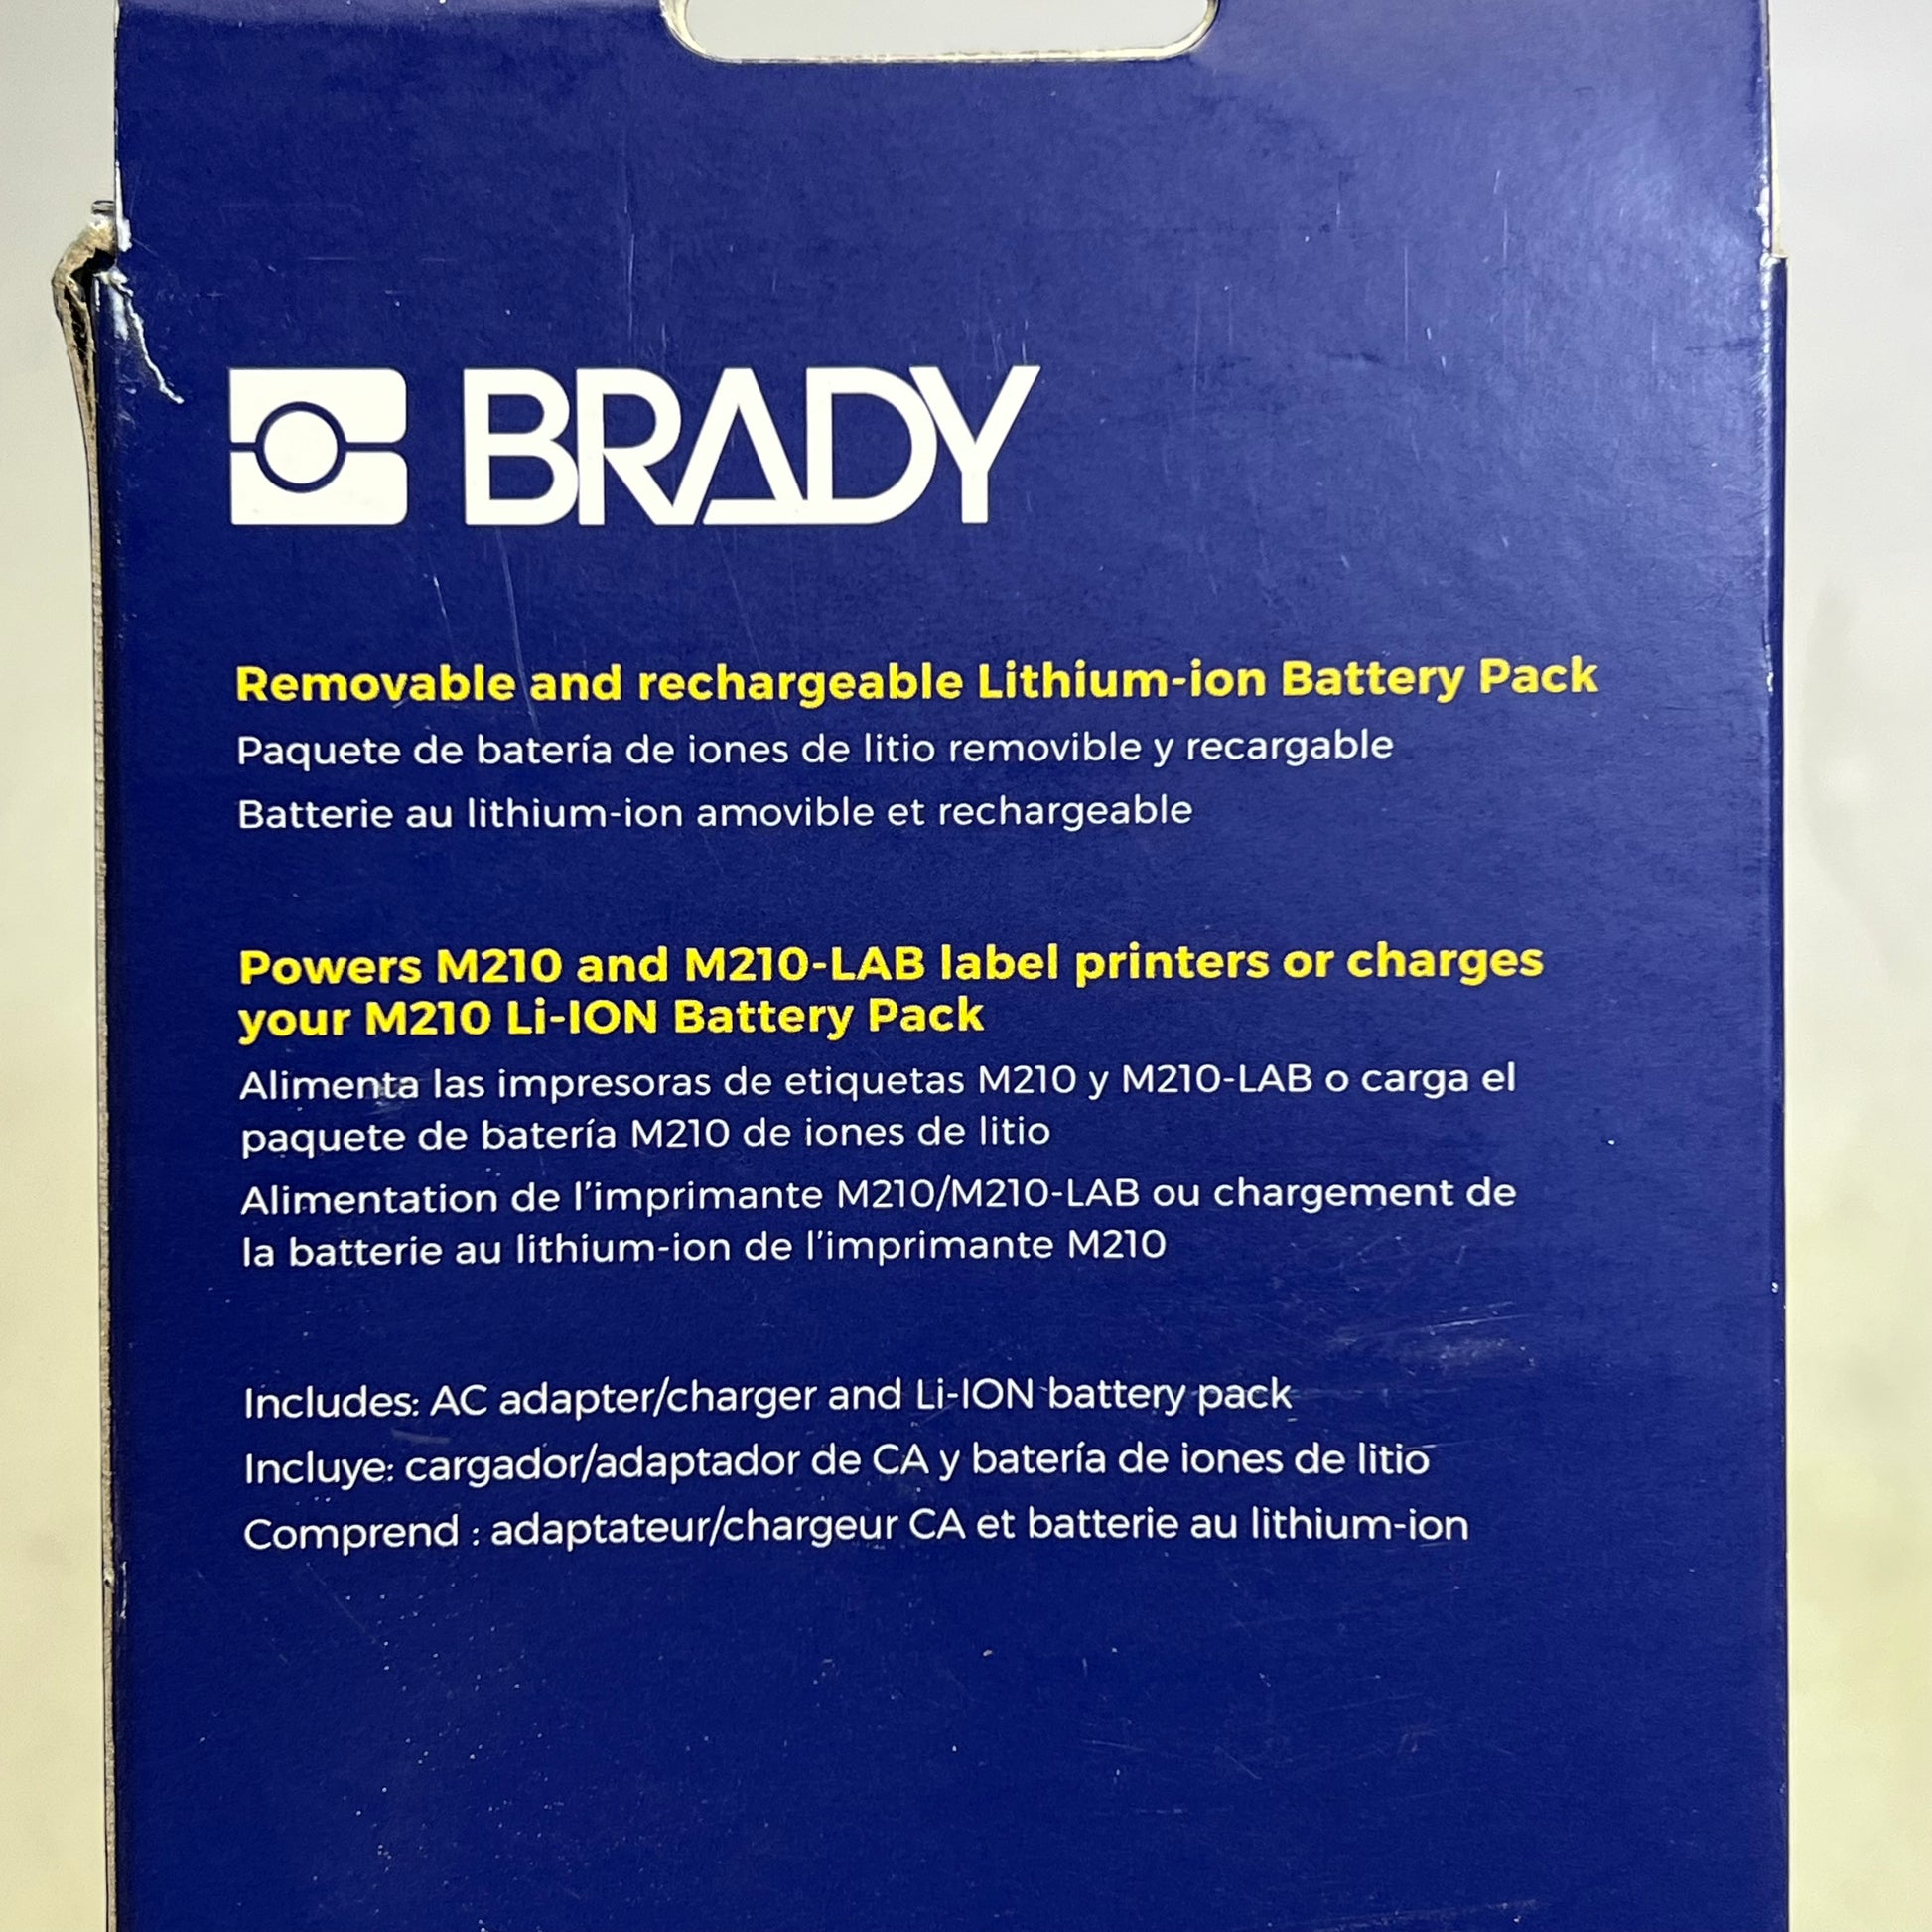 BRADY
Removable and rechargeable Lithium-ion Battery Pack
Paquete de batería de iones de litio removible y recargable
Batterie au lithium-ion amovible et rechargeable
Powers M210 and M210-LAB label printers or charges
your M210 Li-ION Battery Pack
Alimenta las impresoras de etiquetas M210 y M210-LAB o carga el
paquete de batería M210 de iones de litio
Alimentation de l'imprimante M210/M210-LAB ou chargement de
la batterie au lithium-ion de l'imprimante M210
Includes: AC adapter/charger and Li-ION battery pack
Incluye: cargador/adaptador de CA y batería de iones de litio
Comprend : adaptateur/chargeur CA et batterie au lithium-ion